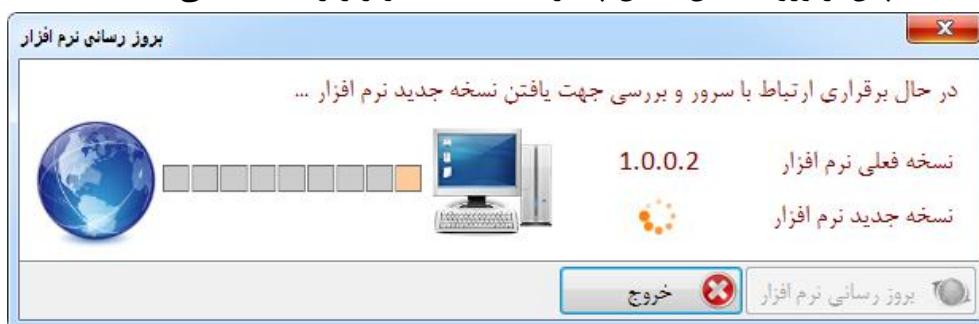 بروز رسانی نرم افزار
در حال برقراری ارتباط با سرور و بررسی جهت یافتن نسخه جدید نرم افزار ...
نسخه فعلی نرم افزار 1.0.0.2
نسخه جدید نرم افزار
بروز رسانی نرم افزار
خروج